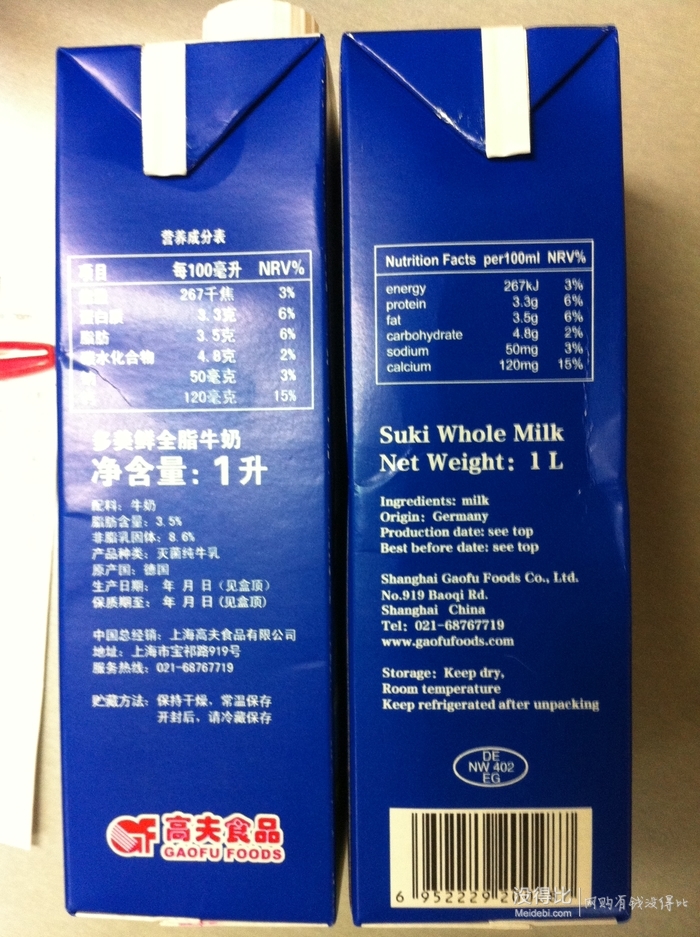 营养成分表
项目 每100毫升 NRV%
267千焦 3%
3.3克 6%
脂肪 3.5克 6%
水化合物 4.8克 2%
50毫克 3%
120毫克 15%
多美鲜全脂牛奶
净含量：1升
配料：牛奶
脂肪含量：3.5%
非脂乳固体：8.6%
产品种类：灭菌纯牛乳
原产国：德国
生产日期： 年 月 日（见盒顶）
保质期至： 年 月 日（见盒顶）
中国总经销：上海高夫食品有限公司
地址：上海市宝祁路919号
服务热线：021-68767719
贮藏方法：保持干燥，常温保存
开封后，请冷藏保存
高夫食品
GAOFU FOODS
Nutrition Facts per100ml NRV%
energy 267kJ 3%
protein 3.3g 6%
fat 3.5g 6%
carbohydrate 4.8g 2%
sodium 50mg 3%
calcium 120mg 15%
Suki Whole Milk
Net Weight: 1 L
Ingredients: milk
Origin: Germany
Production date: see top
Best before date: see top
Shanghai Gaofu Foods Co., Ltd.
No.919 Baoqi Rd.
Shanghai China
Tel: 021-68767719
www.gaofufoods.com
Storage: Keep dry,
Room temperature
Keep refrigerated after unpacking
DE
NW 402
EG
6 952229
没得比
Meidebi.com
网购有钱没得比